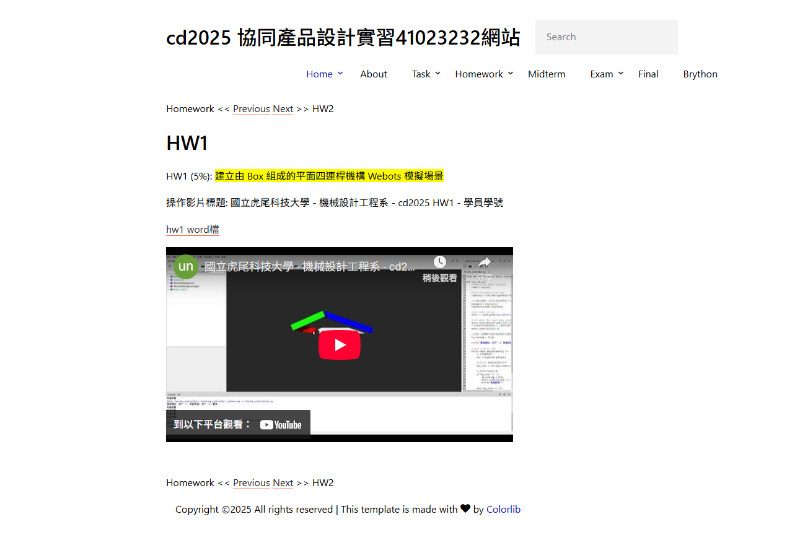 cd2025 協同產品設計實習41023232網站
Search
Home About Task Homework Midterm Exam Final Brython
Homework << Previous Next >> HW2
HW1
HW1 (5%): 建立由 Box 組成的平面四連桿機構 Webots 模擬場景
操作影片標題: 國立虎尾科技大學 - 機械設計工程系 - cd2025 HW1 - 學員學號
hw1 word檔
un 國立虎尾科技大學 - 機械設計工程系 - cd2...
稍後觀看
到以下平台觀看： YouTube
Homework << Previous Next >> HW2
Copyright ©2025 All rights reserved | This template is made with ♥ by Colorlib